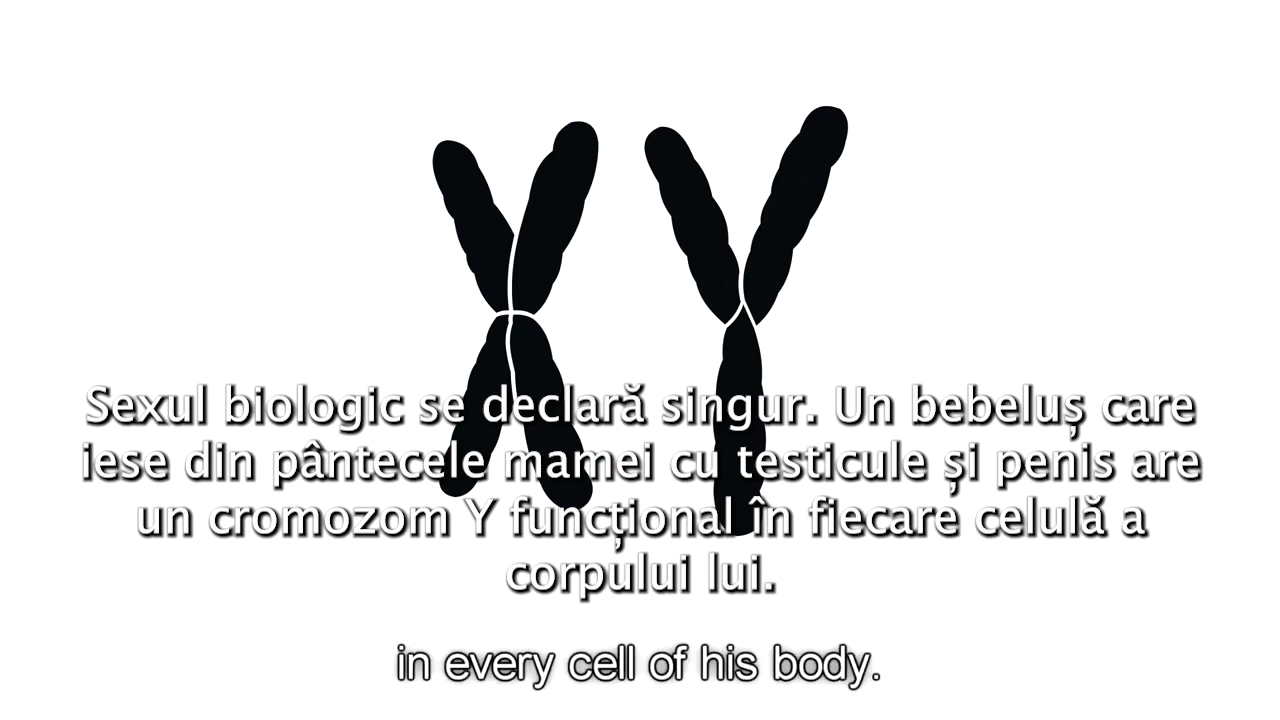 Sexul biologic se declară singur. Un bebeluș care
iese din pântecele mamei cu testicule și penis are
un cromozom Y funcțional în fiecare celulă a
corpului lui.
in every cell of his body.